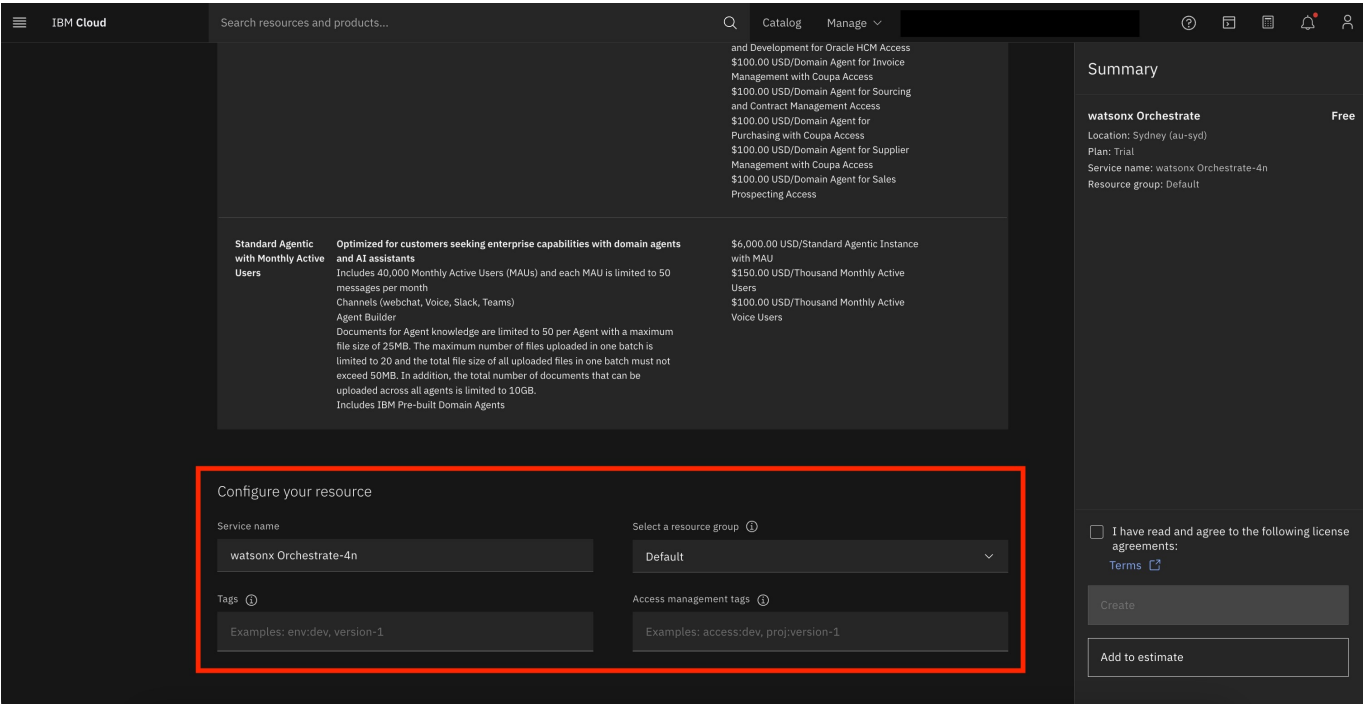 IBM Cloud
Search resources and products...
Catalog
Manage
and Development for Oracle HCM Access
$100.00 USD/Domain Agent for Invoice
Management with Coupa Access
$100.00 USD/Domain Agent for Sourcing
and Contract Management Access
$100.00 USD/Domain Agent for
Purchasing with Coupa Access
$100.00 USD/Domain Agent for Supplier
Management with Coupa Access
$100.00 USD/Domain Agent for Sales
Prospecting Access
Standard Agentic
with Monthly Active
Users
Optimized for customers seeking enterprise capabilities with domain agents
and AI assistants
Includes 40,000 Monthly Active Users (MAUs) and each MAU is limited to 50
messages per month
Channels (webchat, Voice, Slack, Teams)
Agent Builder
Documents for Agent knowledge are limited to 50 per Agent with a maximum
file size of 25MB. The maximum number of files uploaded in one batch is
limited to 20 and the total file size of all uploaded files in one batch must not
exceed 50MB. In addition, the total number of documents that can be
uploaded across all agents is limited to 10GB.
Includes IBM Pre-built Domain Agents
$6,000.00 USD/Standard Agentic Instance
with MAU
$150.00 USD/Thousand Monthly Active
Users
$100.00 USD/Thousand Monthly Active
Voice Users
Configure your resource
Service name
watsonx Orchestrate-4n
Select a resource group
Default
Tags
Examples: env:dev, version-1
Access management tags
Examples: access:dev, proj:version-1
Summary
watsonx Orchestrate Free
Location: Sydney (au-syd)
Plan: Trial
Service name: watsonx Orchestrate-4n
Resource group: Default
I have read and agree to the following license
agreements:
Terms
Create
Add to estimate